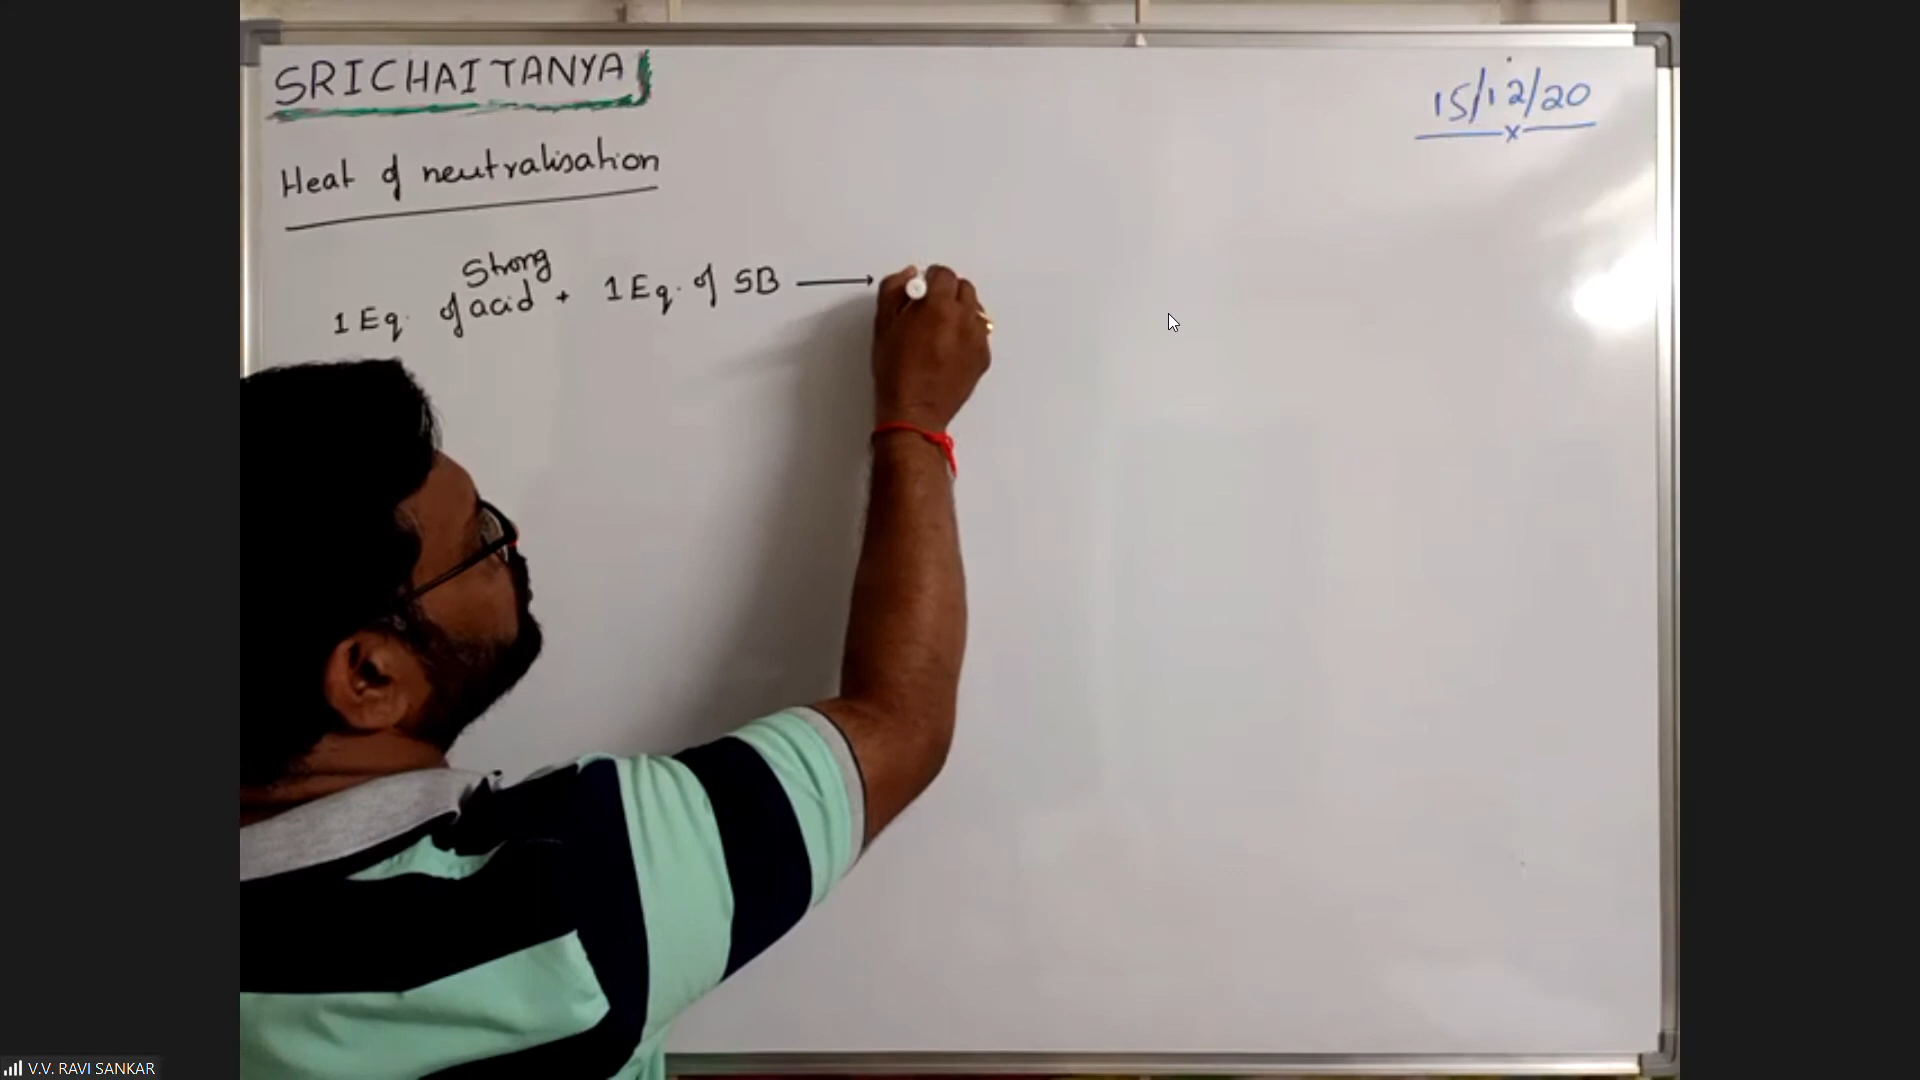 SRICHAITANYA
15/12/20
Heat of neutralisation
1 Eq. of Strong acid + 1 Eq. of SB ⟶
V.V. RAVI SANKAR